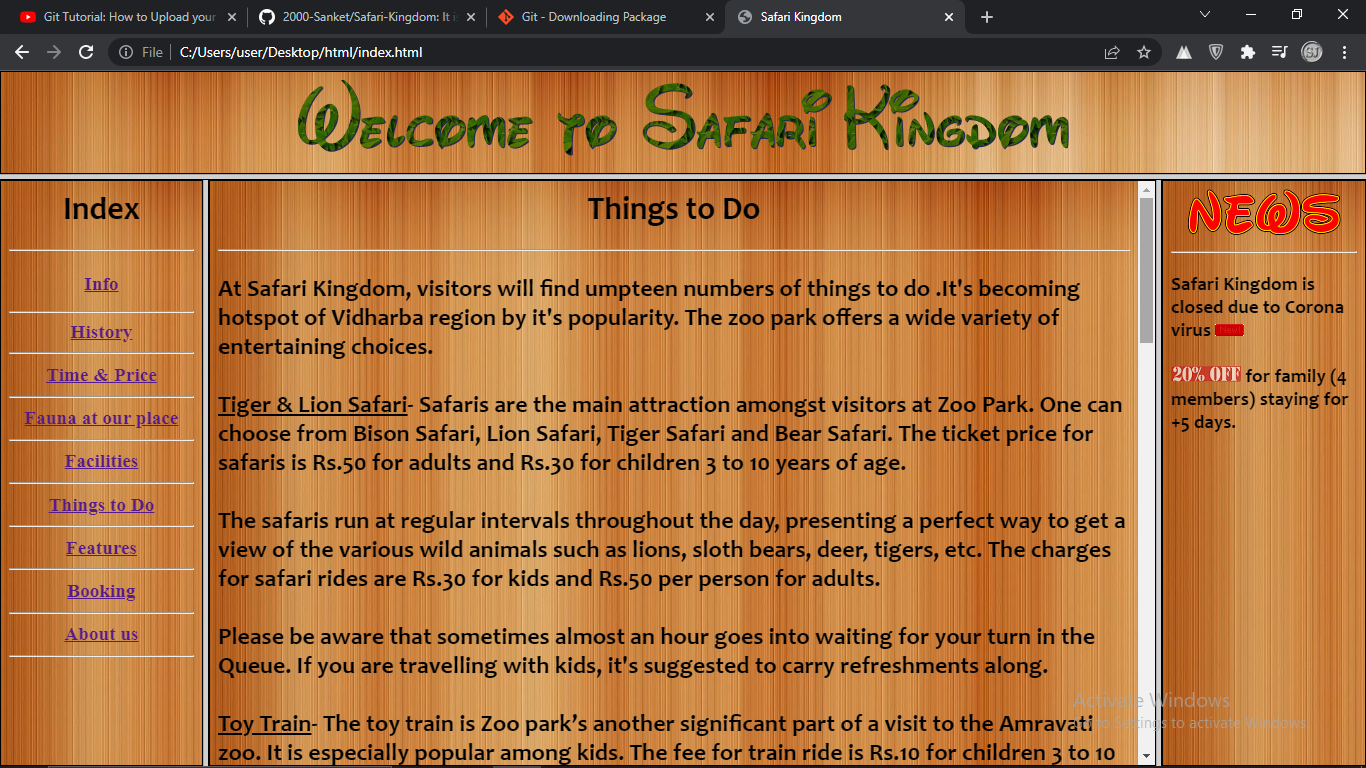 Git Tutorial: How to Upload your
2000-Sanket/Safari-Kingdom: It is
Git - Downloading Package
Safari Kingdom
File
C:/Users/user/Desktop/html/index.html
SJ
Welcome to Safari Kingdom
Index
Info
History
Time & Price
Fauna at our place
Facilities
Things to Do
Features
Booking
About us
Things to Do
At Safari Kingdom, visitors will find umpteen numbers of things to do .It's becoming
hotspot of Vidharba region by it's popularity. The zoo park offers a wide variety of
entertaining choices.
Tiger & Lion Safari- Safaris are the main attraction amongst visitors at Zoo Park. One can
choose from Bison Safari, Lion Safari, Tiger Safari and Bear Safari. The ticket price for
safaris is Rs.50 for adults and Rs.30 for children 3 to 10 years of age.
The safaris run at regular intervals throughout the day, presenting a perfect way to get a
view of the various wild animals such as lions, sloth bears, deer, tigers, etc. The charges
for safari rides are Rs.30 for kids and Rs.50 per person for adults.
Please be aware that sometimes almost an hour goes into waiting for your turn in the
Queue. If you are travelling with kids, it's suggested to carry refreshments along.
Toy Train- The toy train is Zoo park’s another significant part of a visit to the Amravati
zoo. It is especially popular among kids. The fee for train ride is Rs.10 for children 3 to 10
NEWS
Safari Kingdom is
closed due to Corona
virus New!
20% OFF for family (4
members) staying for
+5 days.
Activate Windows
Go to Settings to activate Windows.